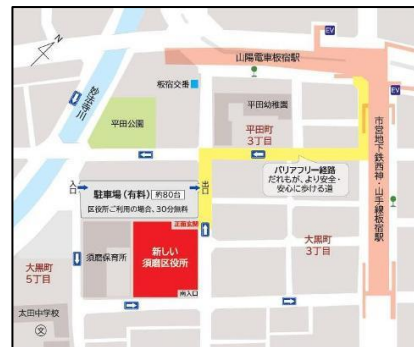 N
山陽電車板宿駅
EV
妙法寺川
板宿交番
平田幼稚園
EV
平田公園
平田町
3丁目
市営地下鉄西神・山手線板宿駅
バリアフリー経路
だれもが、より安全・
安心に歩ける道
入口
駐車場(有料) 約80台
区役所ご利用の場合、30分無料
出口
正面玄関
新しい
須磨区役所
須磨保育所
大黒町
3丁目
大黒町
5丁目
南入口
太田中学校
文